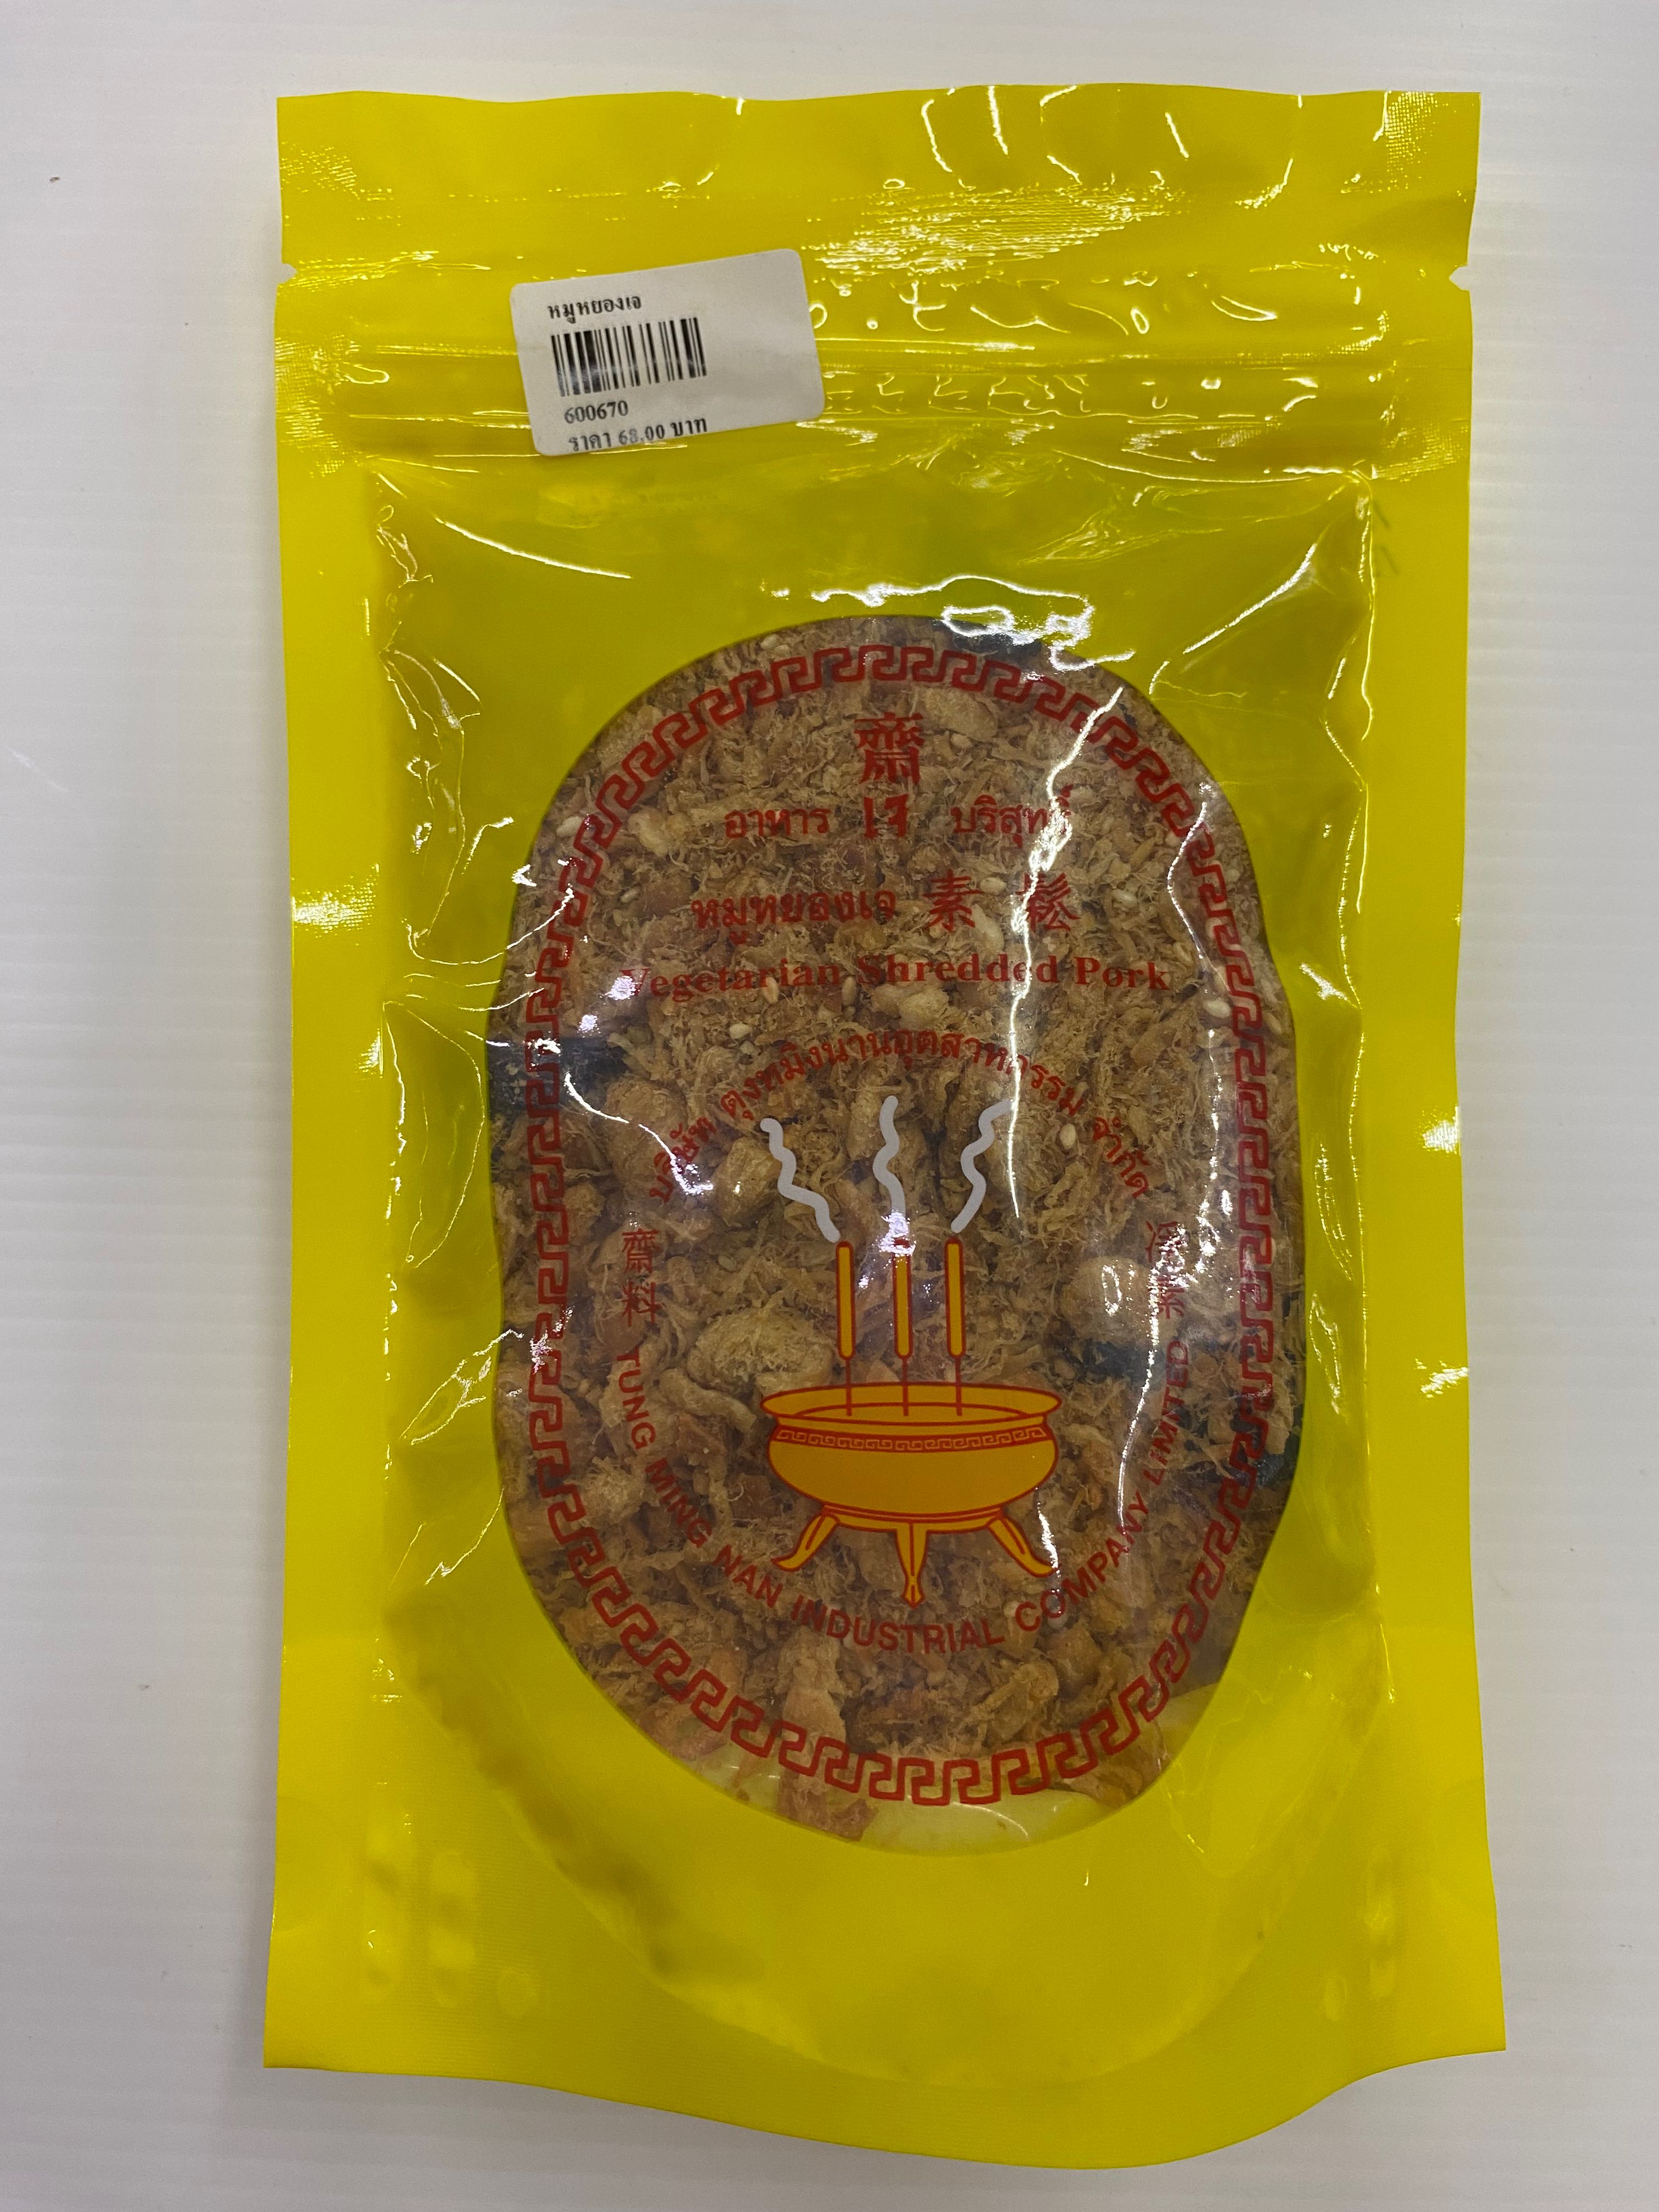 หมูหยองเจ
600670
ราคา 68.00 บาท
齋
อาหาร เจ บริสุทธิ์
หมูหยองเจ 素鬆
Vegetarian Shredded Pork
บริษัท ตุงหมิงนานอุตสาหกรรม จำกัด
齋料
TUNG MING NAN INDUSTRIAL COMPANY LIMITED